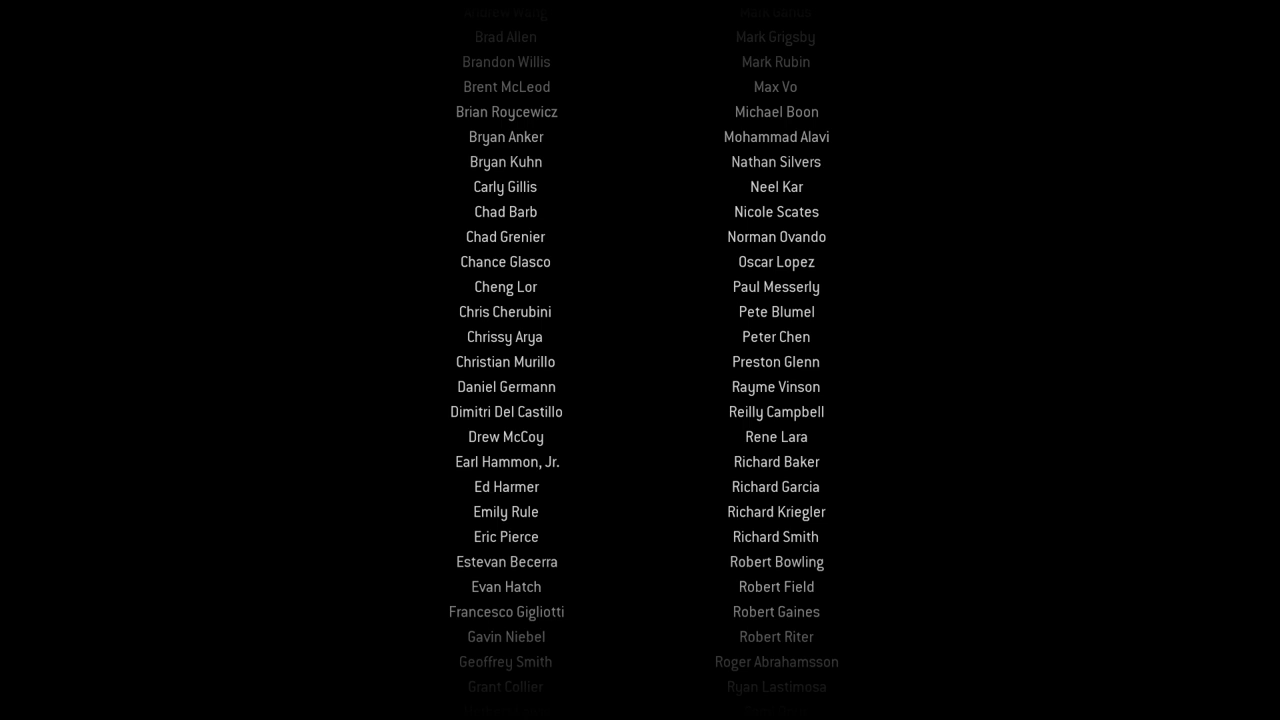 Andrew Wang
Brad Allen
Brandon Willis
Brent McLeod
Brian Roycewicz
Bryan Anker
Bryan Kuhn
Carly Gillis
Chad Barb
Chad Grenier
Chance Glasco
Cheng Lor
Chris Cherubini
Chrissy Arya
Christian Murillo
Daniel Germann
Dimitri Del Castillo
Drew McCoy
Earl Hammon, Jr.
Ed Harmer
Emily Rule
Eric Pierce
Estevan Becerra
Evan Hatch
Francesco Gigliotti
Gavin Niebel
Geoffrey Smith
Grant Collier
Mark Ganus
Mark Grigsby
Mark Rubin
Max Vo
Michael Boon
Mohammad Alavi
Nathan Silvers
Neel Kar
Nicole Scates
Norman Ovando
Oscar Lopez
Paul Messerly
Pete Blumel
Peter Chen
Preston Glenn
Rayme Vinson
Reilly Campbell
Rene Lara
Richard Baker
Richard Garcia
Richard Kriegler
Richard Smith
Robert Bowling
Robert Field
Robert Gaines
Robert Riter
Roger Abrahamsson
Ryan Lastimosa